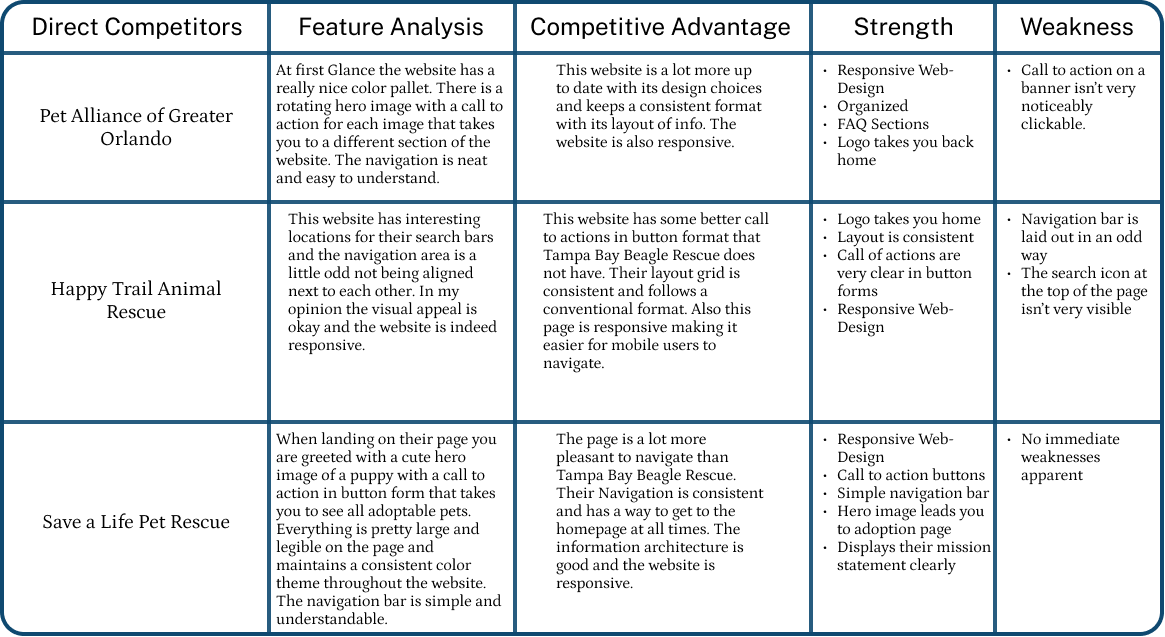 Direct Competitors
Feature Analysis
Competitive Advantage
Strength
Weakness
Pet Alliance of Greater
Orlando
At first Glance the website has a
really nice color pallet. There is a
rotating hero image with a call to
action for each image that takes
you to a different section of the
website. The navigation is neat
and easy to understand.
This website is a lot more up
to date with its design choices
and keeps a consistent format
with its layout of info. The
website is also responsive.
• Responsive Web-
Design
• Organized
• FAQ Sections
• Logo takes you back
home
• Call to action on a
banner isn't very
noticeably
clickable.
Happy Trail Animal
Rescue
This website has interesting
locations for their search bars
and the navigation area is a
little odd not being aligned
next to each other. In my
opinion the visual appeal is
okay and the website is indeed
responsive.
This website has some better call
to actions in button format that
Tampa Bay Beagle Rescue does
not have. Their layout grid is
consistent and follows a
conventional format. Also this
page is responsive making it
easier for mobile users to
navigate.
• Logo takes you home
• Layout is consistent
• Call of actions are
very clear in button
forms
• Responsive Web-
Design
• Navigation bar is
laid out in an odd
way
• The search icon at
the top of the page
isn't very visible
Save a Life Pet Rescue
When landing on their page you
are greeted with a cute hero
image of a puppy with a call to
action in button form that takes
you to see all adoptable pets.
Everything is pretty large and
legible on the page and
maintains a consistent color
theme throughout the website.
The navigation bar is simple and
understandable.
The page is a lot more
pleasant to navigate than
Tampa Bay Beagle Rescue.
Their Navigation is consistent
and has a way to get to the
homepage at all times. The
information architecture is
good and the website is
responsive.
• Responsive Web-
Design
• Call to action buttons
• Simple navigation bar
• Hero image leads you
to adoption page
• Displays their mission
statement clearly
• No immediate
weaknesses
apparent